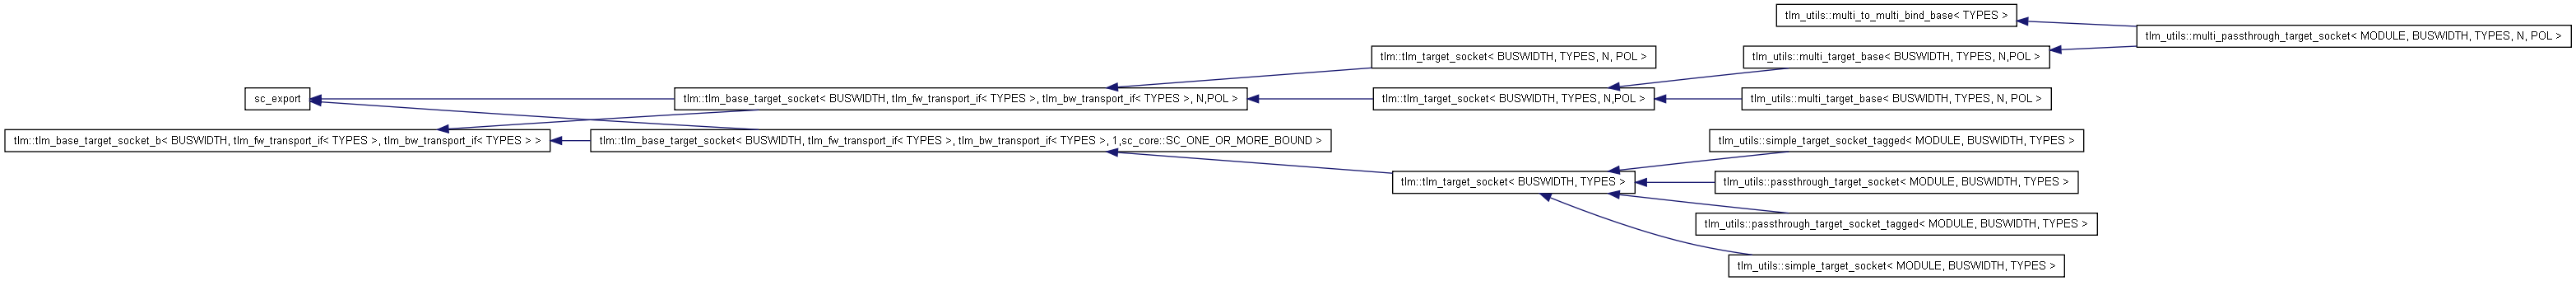 tlm_utils::multi_to_multi_bind_base< TYPES >
tlm_utils::multi_passthrough_target_socket< MODULE, BUSWIDTH, TYPES, N, POL >
tlm::tlm_target_socket< BUSWIDTH, TYPES, N, POL >
tlm_utils::multi_target_base< BUSWIDTH, TYPES, N,POL >
sc_export
tlm::tlm_base_target_socket< BUSWIDTH, tlm_fw_transport_if< TYPES >, tlm_bw_transport_if< TYPES >, N,POL >
tlm::tlm_target_socket< BUSWIDTH, TYPES, N,POL >
tlm_utils::multi_target_base< BUSWIDTH, TYPES, N, POL >
tlm::tlm_base_target_socket_b< BUSWIDTH, tlm_fw_transport_if< TYPES >, tlm_bw_transport_if< TYPES > >
tlm::tlm_base_target_socket< BUSWIDTH, tlm_fw_transport_if< TYPES >, tlm_bw_transport_if< TYPES >, 1,sc_core::SC_ONE_OR_MORE_BOUND >
tlm_utils::simple_target_socket_tagged< MODULE, BUSWIDTH, TYPES >
tlm::tlm_target_socket< BUSWIDTH, TYPES >
tlm_utils::passthrough_target_socket< MODULE, BUSWIDTH, TYPES >
tlm_utils::passthrough_target_socket_tagged< MODULE, BUSWIDTH, TYPES >
tlm_utils::simple_target_socket< MODULE, BUSWIDTH, TYPES >